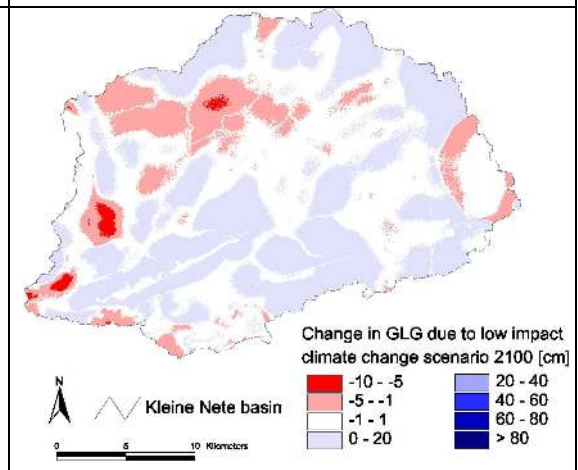 Change in GLG due to low impact
climate change scenario 2100 [cm]
-10 - -5
-5 - -1
-1 - 1
0 - 20
20 - 40
40 - 60
60 - 80
> 80
N
Kleine Nete basin
0 5 10 Kilometers